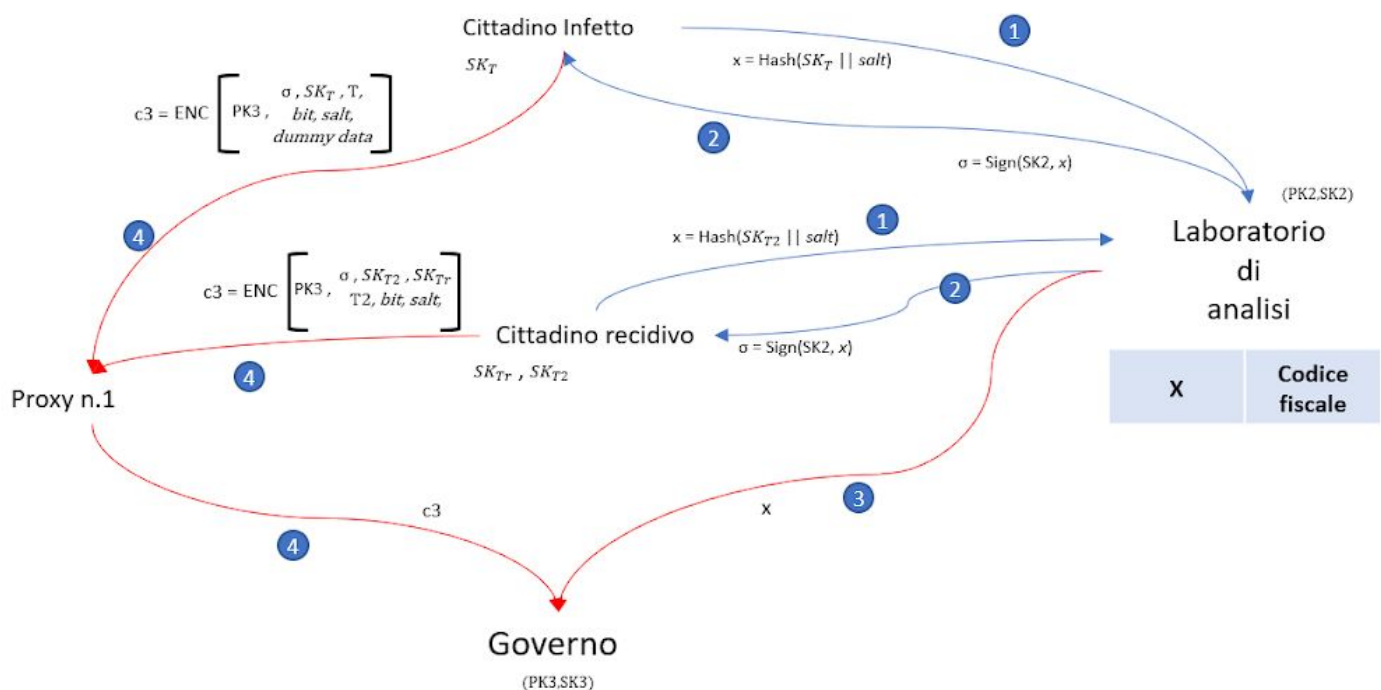 Cittadino Infetto
1
SK_T
x = Hash(SK_T || salt)
c3 = ENC [ PK3 , σ , SK_T , T,
bit, salt,
dummy data ]
2
σ = Sign(SK2, x)
(PK2,SK2)
4
1
x = Hash(SK_T2 || salt)
Laboratorio
di
analisi
c3 = ENC [ PK3 , σ , SK_T2 , SK_Tr
T2, bit, salt, ]
2
Cittadino recidivo
σ = Sign(SK2, x)
SK_Tr , SK_T2
4
Proxy n.1
X
Codice
fiscale
c3
x
3
4
Governo
(PK3,SK3)